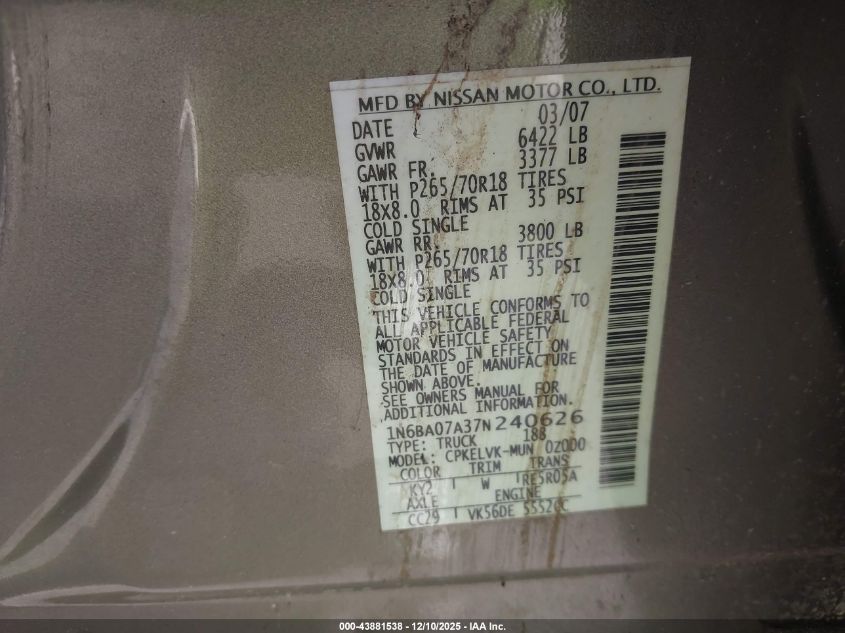 MFD BY NISSAN MOTOR CO., LTD.
DATE 03/07
GVWR 6422 LB
GAWR FR. 3377 LB
WITH P265/70R18 TIRES
18X8.0 RIMS AT 35 PSI
COLD SINGLE
GAWR RR. 3800 LB
WITH P265/70R18 TIRES
18X8.0 RIMS AT 35 PSI
COLD SINGLE
THIS VEHICLE CONFORMS TO
ALL APPLICABLE FEDERAL
MOTOR VEHICLE SAFETY
STANDARDS IN EFFECT ON
THE DATE OF MANUFACTURE
SHOWN ABOVE.
SEE OWNERS MANUAL FOR
ADDITIONAL INFORMATION.
1N6BA07A37N240626
TYPE: TRUCK 188
MODEL: CPKELVK-MUN 0Z000
COLOR TRIM TRANS
KY2 W RE5R05A
AXLE ENGINE
CC29 VK56DE 5552CC
000-43881538 - 12/10/2025 - IAA Inc.